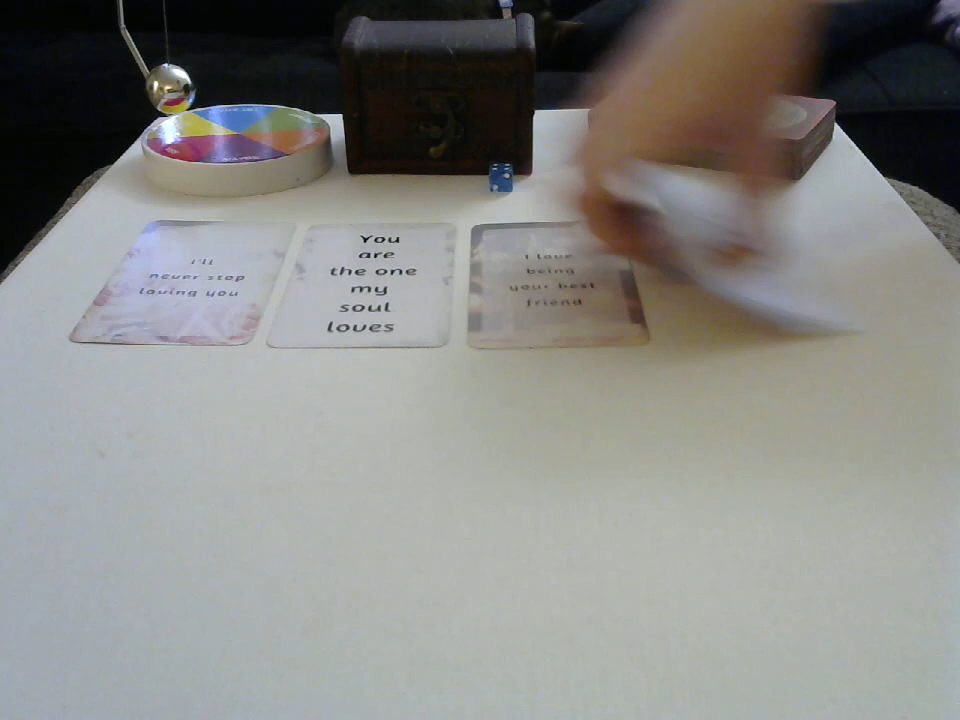 I'll
never stop
loving you
You
are
the one
my
soul
loves
I love
being
your best
friend